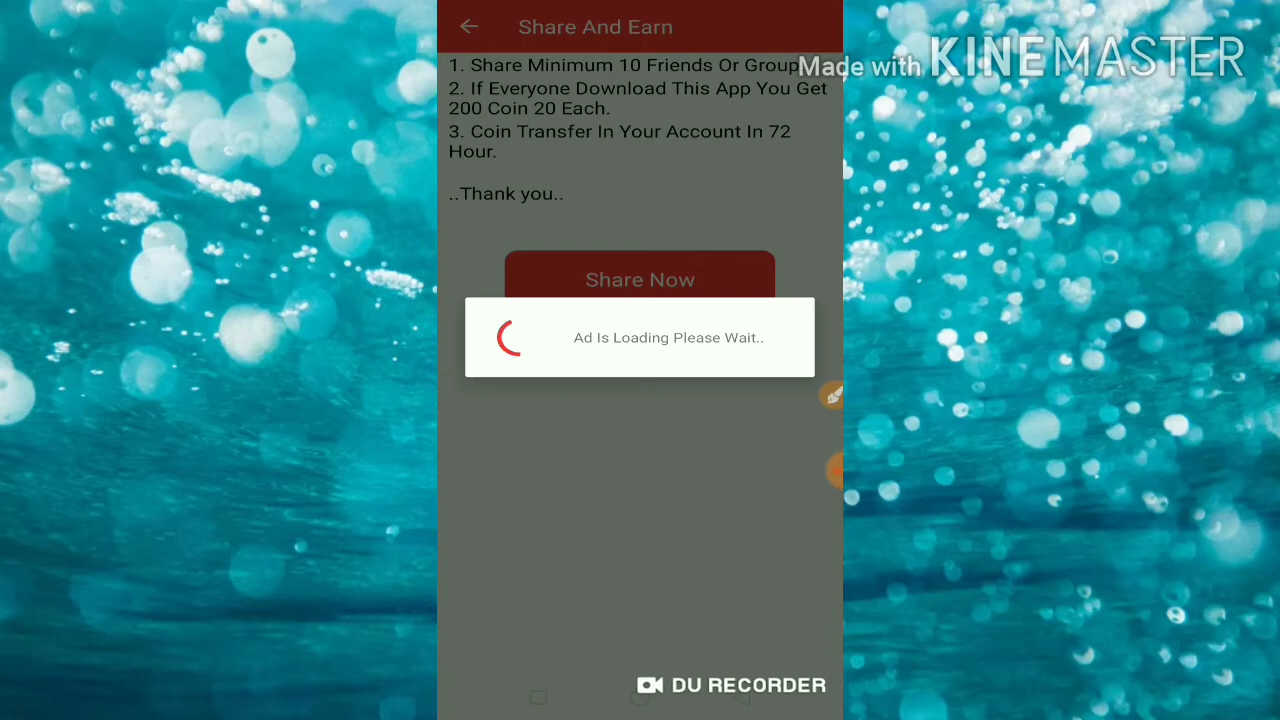 Share And Earn
Made with KINEMASTER
1. Share Minimum 10 Friends Or Group
2. If Everyone Download This App You Get
200 Coin 20 Each.
3. Coin Transfer In Your Account In 72
Hour.
..Thank you..
Share Now
Ad Is Loading Please Wait..
DU RECORDER